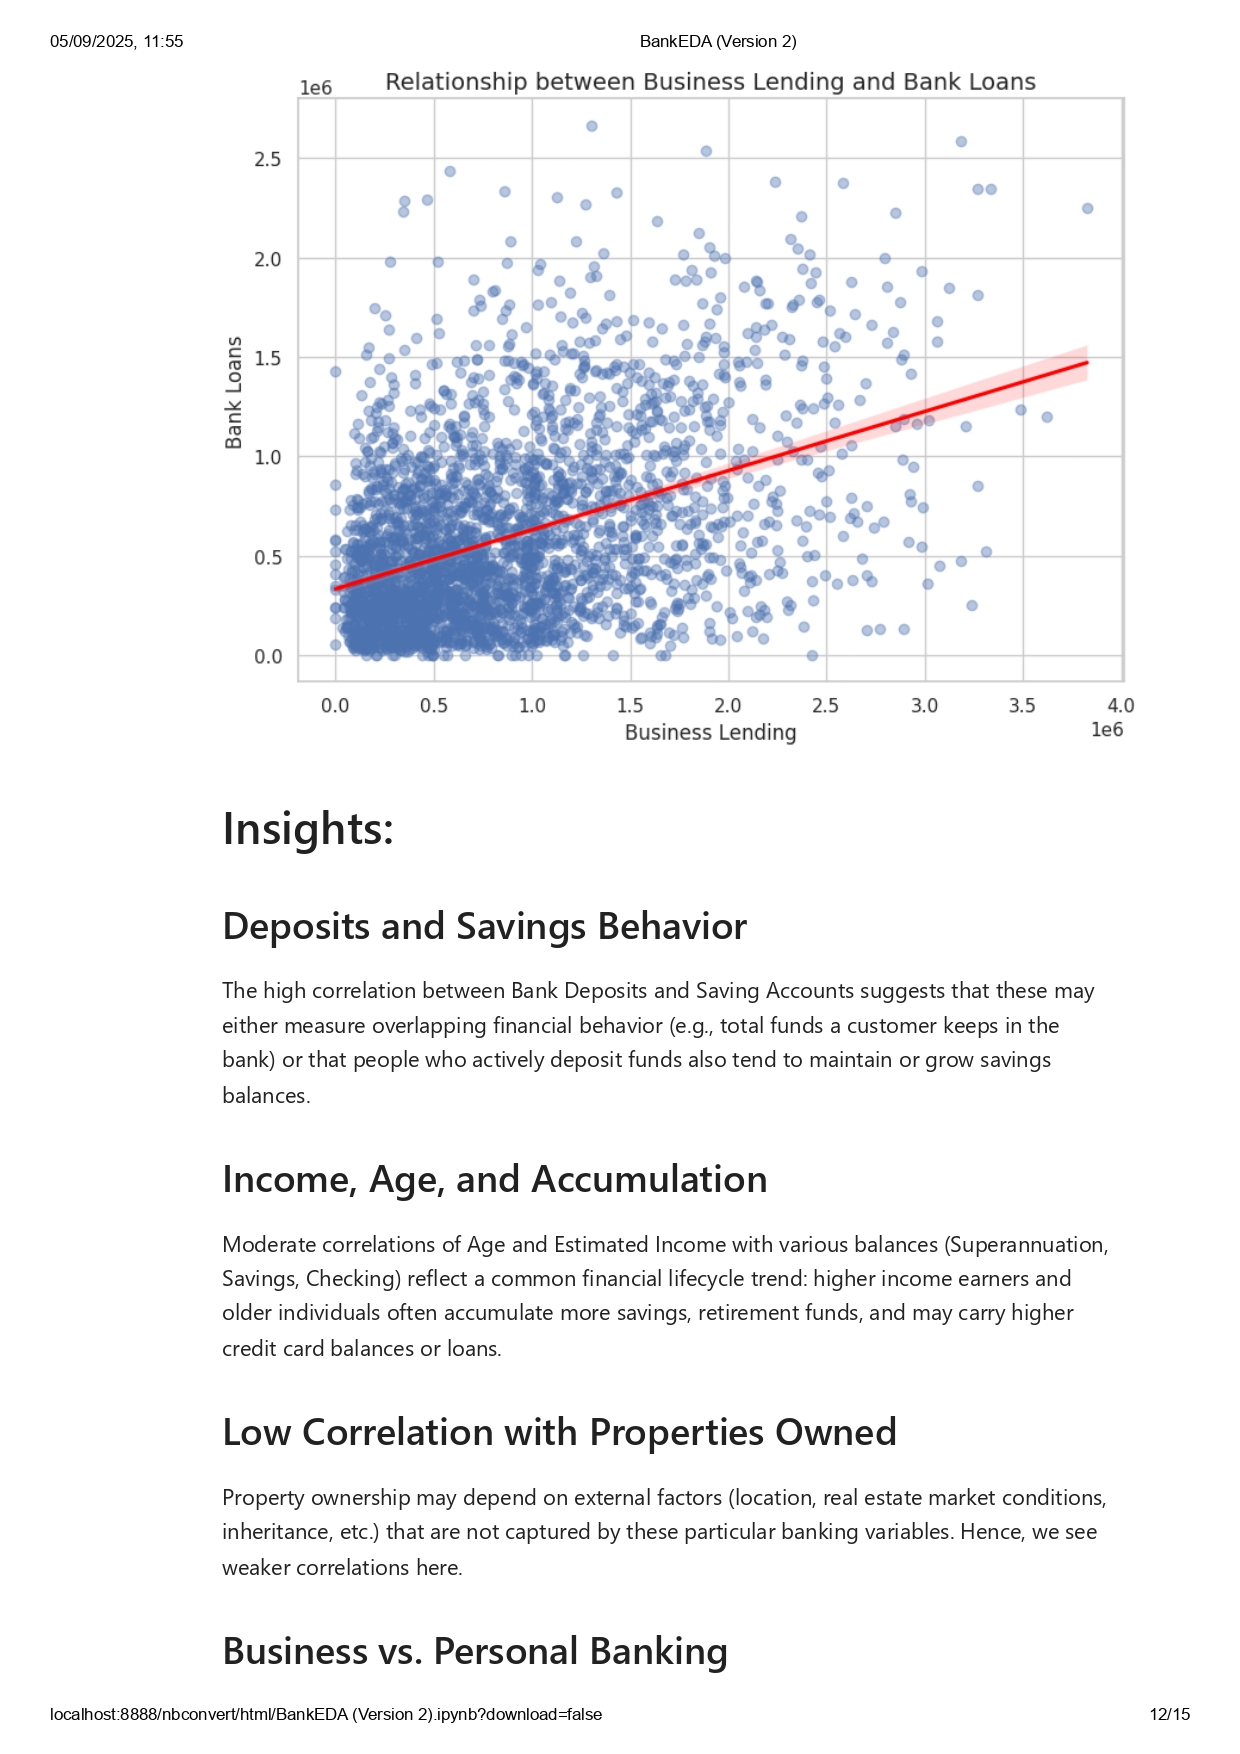 05/09/2025, 11:55
BankEDA (Version 2)
1e6
Relationship between Business Lending and Bank Loans
2.5
2.0
1.5
1.0
0.5
0.0
Bank Loans
0.0 0.5 1.0 1.5 2.0 2.5 3.0 3.5 4.0
Business Lending
1e6
Insights:
Deposits and Savings Behavior
The high correlation between Bank Deposits and Saving Accounts suggests that these may
either measure overlapping financial behavior (e.g., total funds a customer keeps in the
bank) or that people who actively deposit funds also tend to maintain or grow savings
balances.
Income, Age, and Accumulation
Moderate correlations of Age and Estimated Income with various balances (Superannuation,
Savings, Checking) reflect a common financial lifecycle trend: higher income earners and
older individuals often accumulate more savings, retirement funds, and may carry higher
credit card balances or loans.
Low Correlation with Properties Owned
Property ownership may depend on external factors (location, real estate market conditions,
inheritance, etc.) that are not captured by these particular banking variables. Hence, we see
weaker correlations here.
Business vs. Personal Banking
localhost:8888/nbconvert/html/BankEDA (Version 2).ipynb?download=false
12/15